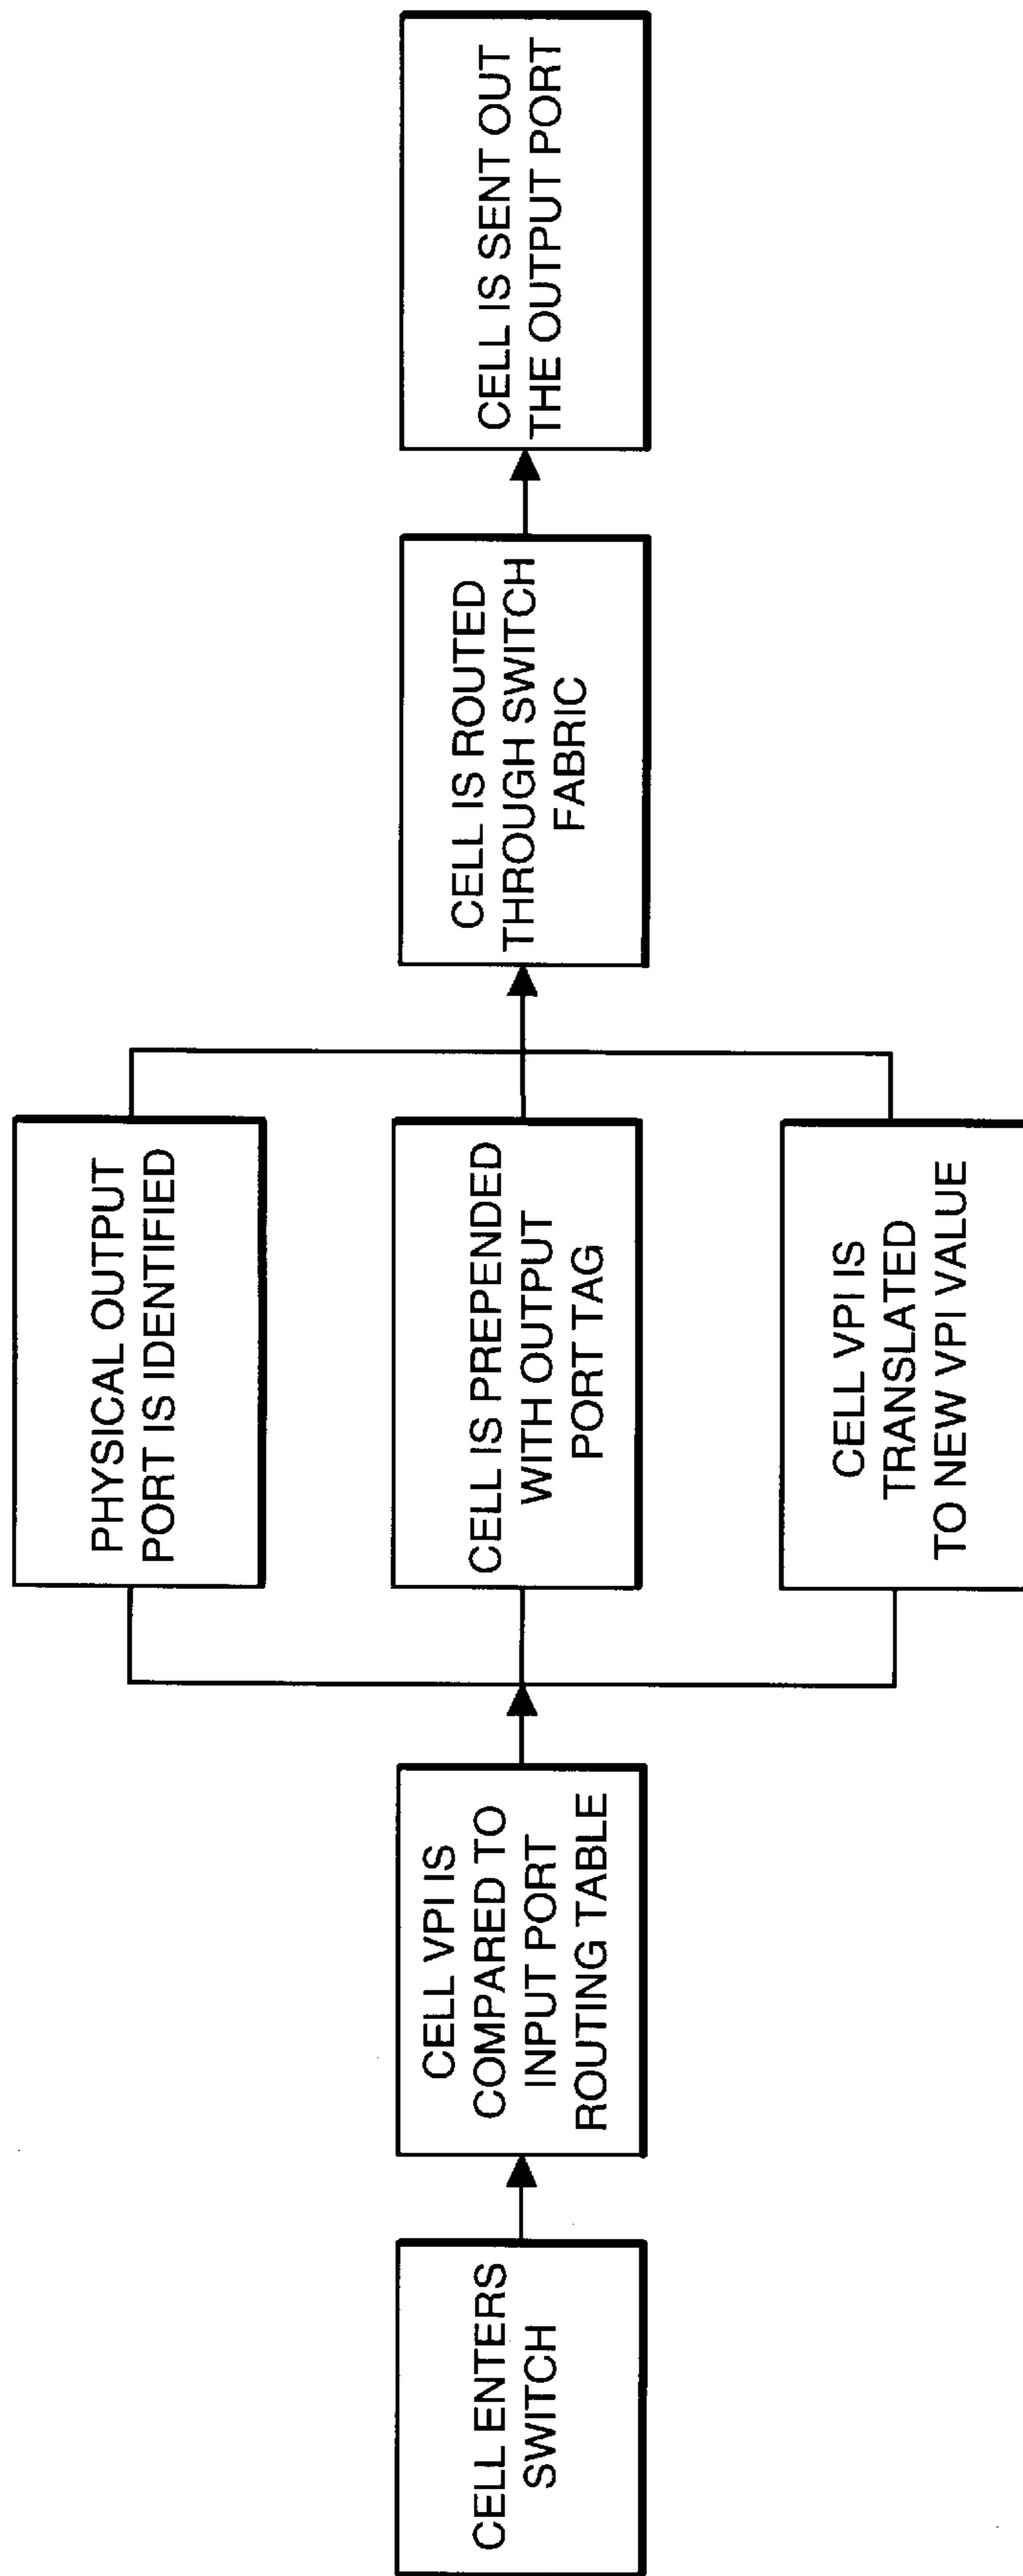 CELL ENTERS
SWITCH
CELL VPI IS
COMPARED TO
INPUT PORT
ROUTING TABLE
PHYSICAL OUTPUT
PORT IS IDENTIFIED
CELL IS PREPENDED
WITH OUTPUT
PORT TAG
CELL VPI IS
TRANSLATED
TO NEW VPI VALUE
CELL IS ROUTED
THROUGH SWITCH
FABRIC
CELL IS SENT OUT
THE OUTPUT PORT